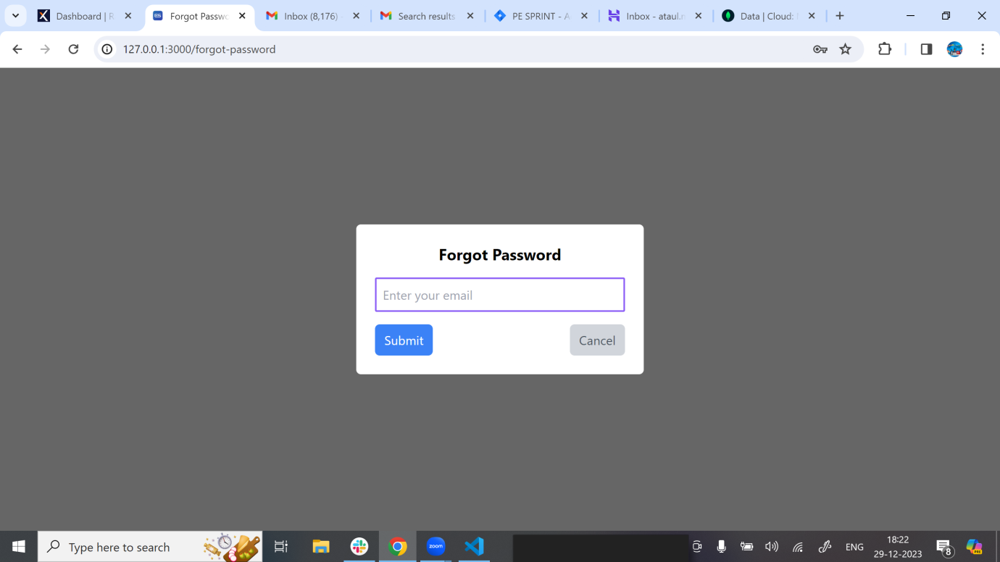 Dashboard | R
Forgot Passwo
Inbox (8,176) -
Search results
PE SPRINT - A
Inbox - ataul.r
Data | Cloud:
127.0.0.1:3000/forgot-password
Forgot Password
Enter your email
Submit
Cancel
Type here to search
zoom
ENG
18:22
29-12-2023
8
PRE